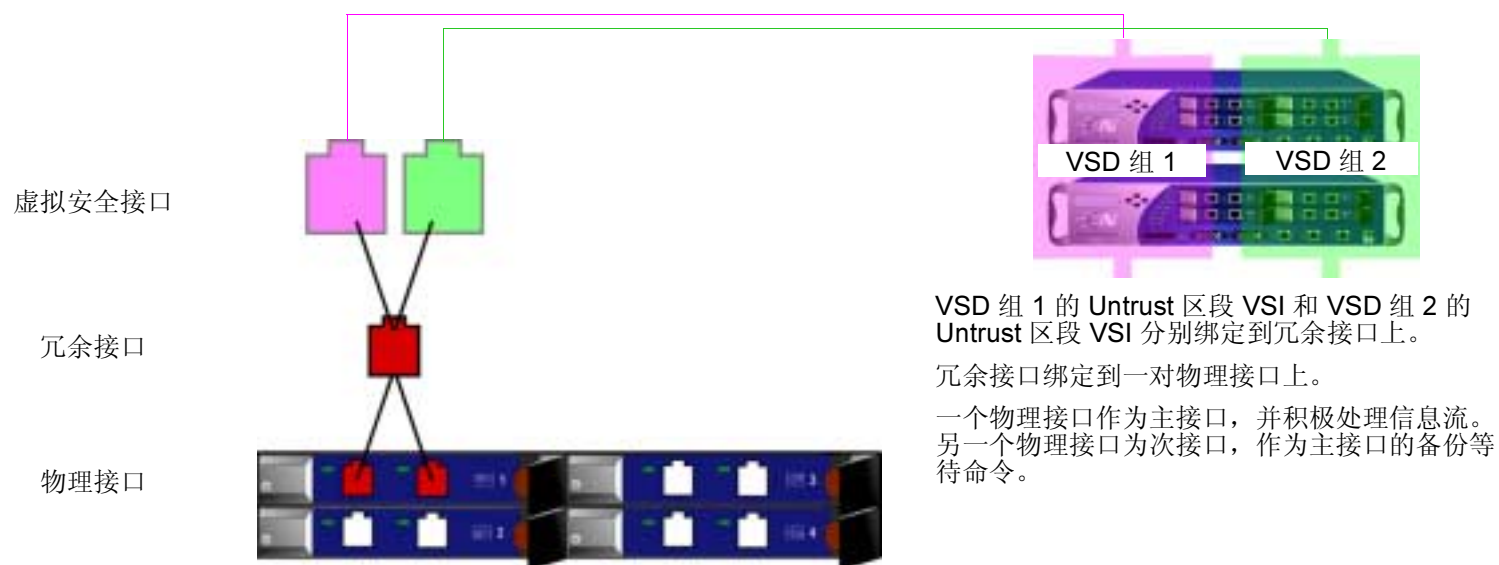 VSD 组 1
VSD 组 2
虚拟安全接口
冗余接口
物理接口
VSD 组 1 的 Untrust 区段 VSI 和 VSD 组 2 的
Untrust 区段 VSI 分别绑定到冗余接口上。
冗余接口绑定到一对物理接口上。
一个物理接口作为主接口，并积极处理信息流。
另一个物理接口为次接口，作为主接口的备份等
待命令。
1
3
2
4